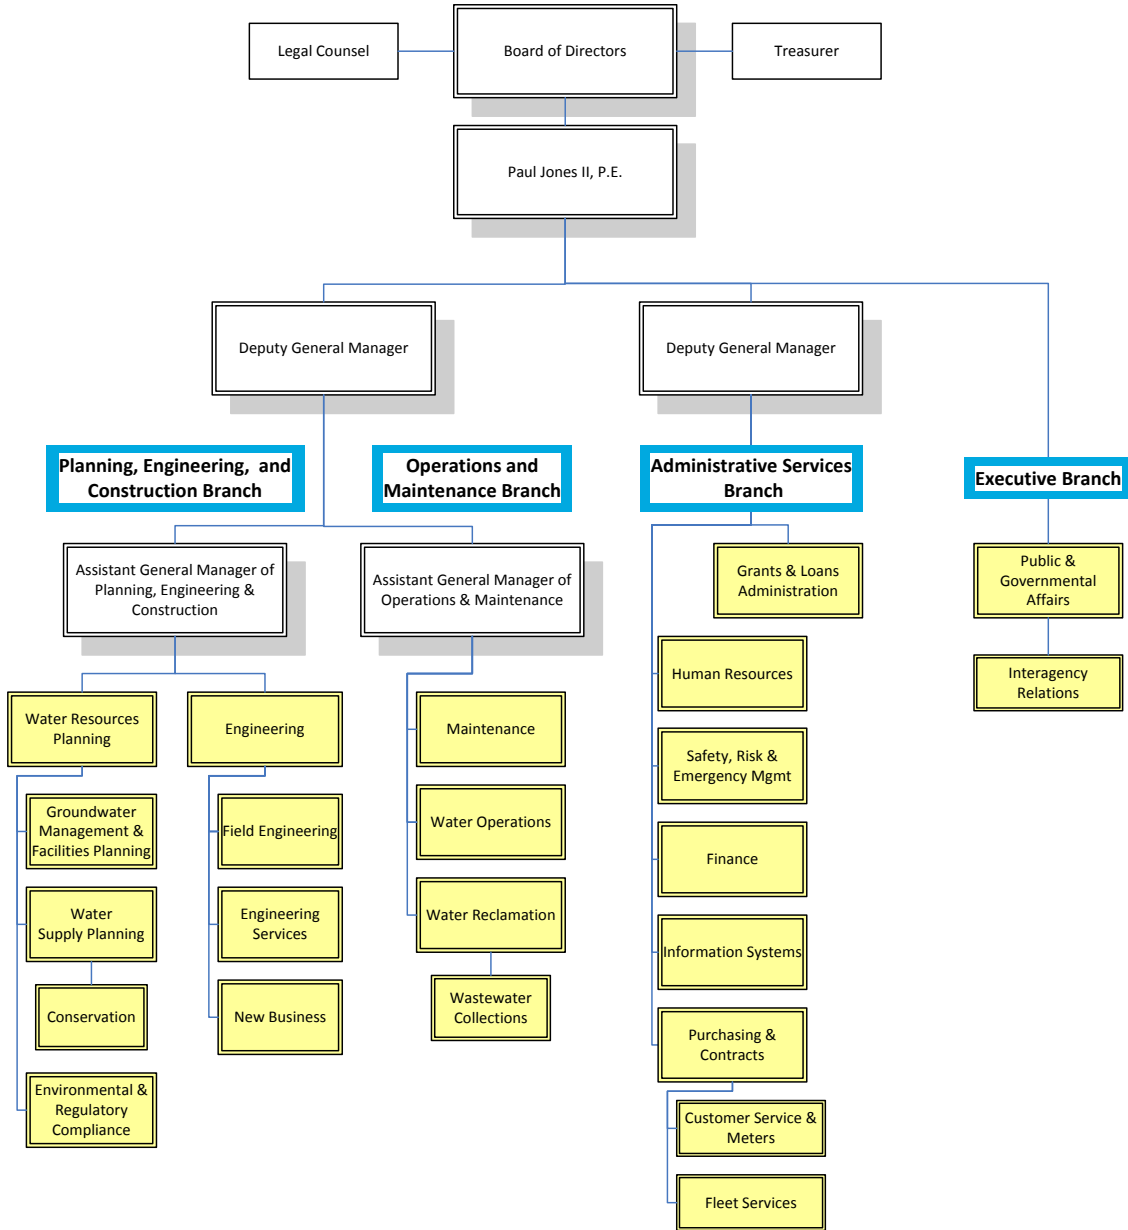 Legal Counsel
Board of Directors
Treasurer
Paul Jones II, P.E.
Deputy General Manager
Deputy General Manager
Planning, Engineering, and
Construction Branch
Operations and
Maintenance Branch
Administrative Services
Branch
Executive Branch
Assistant General Manager of
Planning, Engineering &
Construction
Assistant General Manager of
Operations & Maintenance
Grants & Loans
Administration
Public &
Governmental
Affairs
Human Resources
Interagency
Relations
Water Resources
Planning
Engineering
Maintenance
Safety, Risk &
Emergency Mgmt
Groundwater
Management &
Facilities Planning
Field Engineering
Water Operations
Finance
Water
Supply Planning
Engineering
Services
Water Reclamation
Information Systems
Conservation
New Business
Wastewater
Collections
Purchasing &
Contracts
Environmental &
Regulatory
Compliance
Customer Service &
Meters
Fleet Services